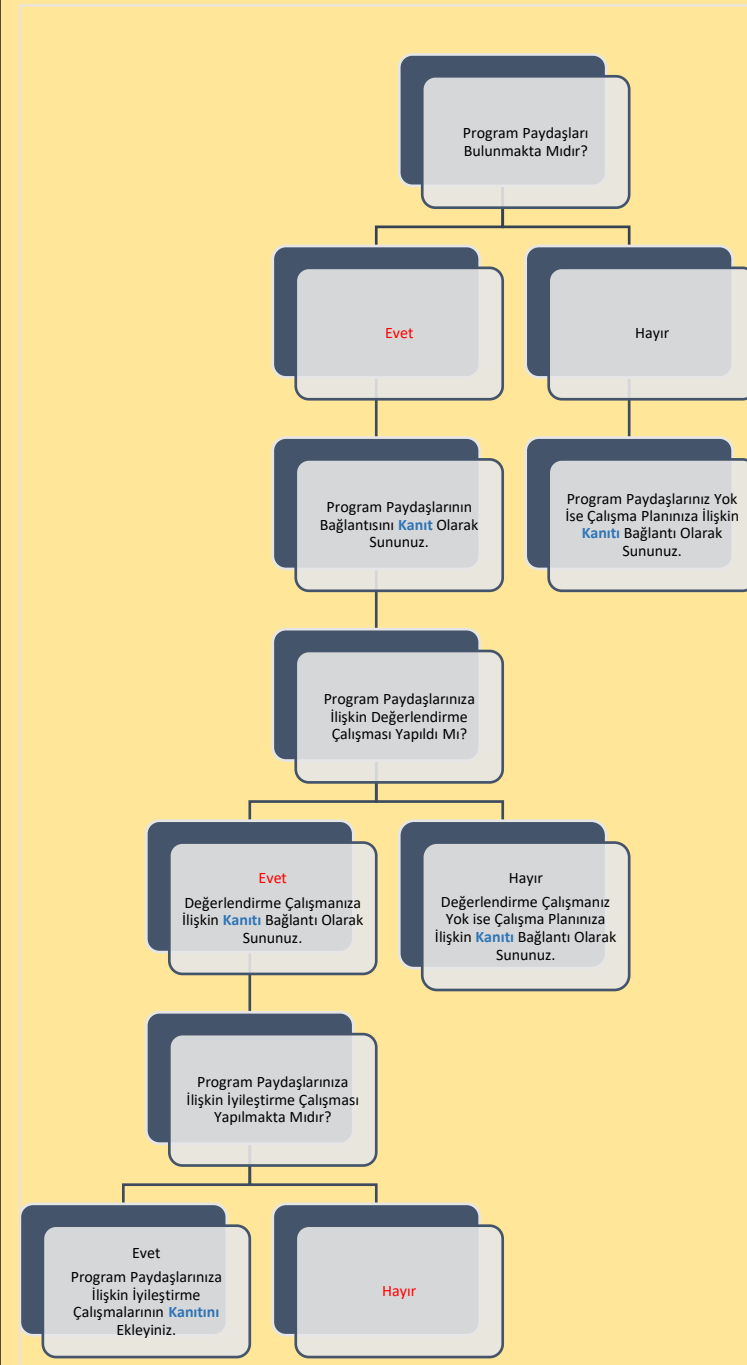 Program Paydaşları
Bulunmakta Mıdır?
Evet
Hayır
Program Paydaşlarının
Bağlantısını Kanıt Olarak
Sununuz.
Program Paydaşlarınız Yok
İse Çalışma Planınıza İlişkin
Kanıtı Bağlantı Olarak
Sununuz.
Program Paydaşlarınıza
İlişkin Değerlendirme
Çalışması Yapıldı Mı?
Evet
Değerlendirme Çalışmanıza
İlişkin Kanıtı Bağlantı Olarak
Sununuz.
Hayır
Değerlendirme Çalışmanız
Yok ise Çalışma Planınıza
İlişkin Kanıtı Bağlantı Olarak
Sununuz.
Program Paydaşlarınıza
İlişkin İyileştirme Çalışması
Yapılmakta Mıdır?
Evet
Program Paydaşlarınıza
İlişkin İyileştirme
Çalışmalarının Kanıtını
Ekleyiniz.
Hayır